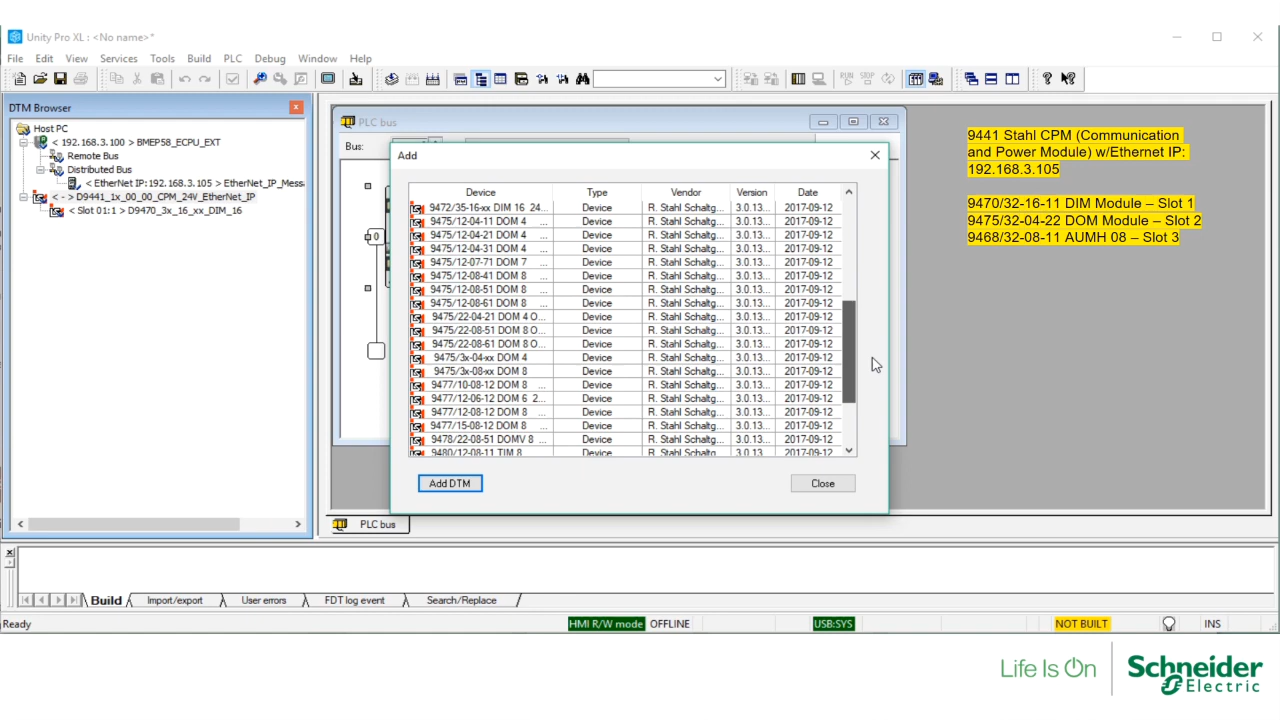 Unity Pro XL : <No name>*
File Edit View Services Tools Build PLC Debug Window Help
DTM Browser
Host PC
< 192.168.3.100 > BMEP58_ECPU_EXT
Remote Bus
Distributed Bus
< EtherNet IP:192.168.3.105 > EtherNet_IP_Messa
< - > D9441_1x_00_00_CPM_24V_EtherNet_IP
< Slot 01:1 > D9470_3x_16_xx_DIM_16
PLC bus
Bus:
0
Add
Device Type Vendor Version Date
9472/35-16-xx DIM 16 24... Device R. Stahl Schaltg... 3.0.13... 2017-09-12
9475/12-04-11 DOM 4 ... Device R. Stahl Schaltg... 3.0.13... 2017-09-12
9475/12-04-21 DOM 4 ... Device R. Stahl Schaltg... 3.0.13... 2017-09-12
9475/12-04-31 DOM 4 ... Device R. Stahl Schaltg... 3.0.13... 2017-09-12
9475/12-07-71 DOM 7 ... Device R. Stahl Schaltg... 3.0.13... 2017-09-12
9475/12-08-41 DOM 8 ... Device R. Stahl Schaltg... 3.0.13... 2017-09-12
9475/12-08-51 DOM 8 ... Device R. Stahl Schaltg... 3.0.13... 2017-09-12
9475/12-08-61 DOM 8 ... Device R. Stahl Schaltg... 3.0.13... 2017-09-12
9475/22-04-21 DOM 4 O... Device R. Stahl Schaltg... 3.0.13... 2017-09-12
9475/22-08-51 DOM 8 O... Device R. Stahl Schaltg... 3.0.13... 2017-09-12
9475/22-08-61 DOM 8 O... Device R. Stahl Schaltg... 3.0.13... 2017-09-12
9475/3x-04-xx DOM 4 Device R. Stahl Schaltg... 3.0.13... 2017-09-12
9475/3x-08-xx DOM 8 Device R. Stahl Schaltg... 3.0.13... 2017-09-12
9477/10-08-12 DOM 8 ... Device R. Stahl Schaltg... 3.0.13... 2017-09-12
9477/12-06-12 DOM 6 2... Device R. Stahl Schaltg... 3.0.13... 2017-09-12
9477/12-08-12 DOM 8 ... Device R. Stahl Schaltg... 3.0.13... 2017-09-12
9477/15-08-12 DOM 8 ... Device R. Stahl Schaltg... 3.0.13... 2017-09-12
9478/22-08-51 DOMV 8 ... Device R. Stahl Schaltg... 3.0.13... 2017-09-12
9480/12-08-11 TIM 8 Device R. Stahl Schaltg... 3.0.13 2017-09-12
Add DTM
Close
9441 Stahl CPM (Communication
and Power Module) w/Ethernet IP:
192.168.3.105
9470/32-16-11 DIM Module – Slot 1
9475/32-04-22 DOM Module – Slot 2
9468/32-08-11 AUMH 08 – Slot 3
PLC bus
Build Import/export User errors FDT log event Search/Replace
Ready HMI R/W mode OFFLINE USB:SYS NOT BUILT INS
Life Is On
Schneider
Electric